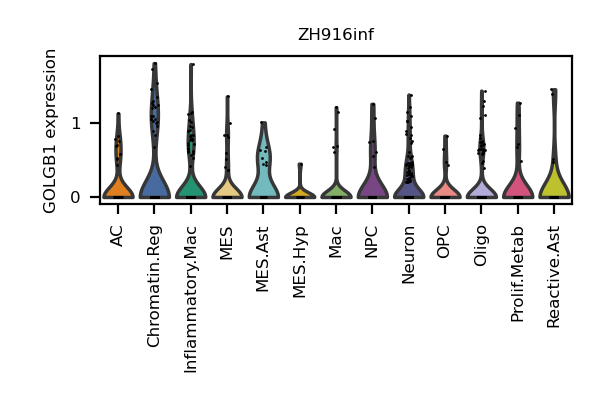 ZH916inf
GOLGB1 expression
1
0
AC
Chromatin.Reg
Inflammatory.Mac
MES
MES.Ast
MES.Hyp
Mac
NPC
Neuron
OPC
Oligo
Prolif.Metab
Reactive.Ast